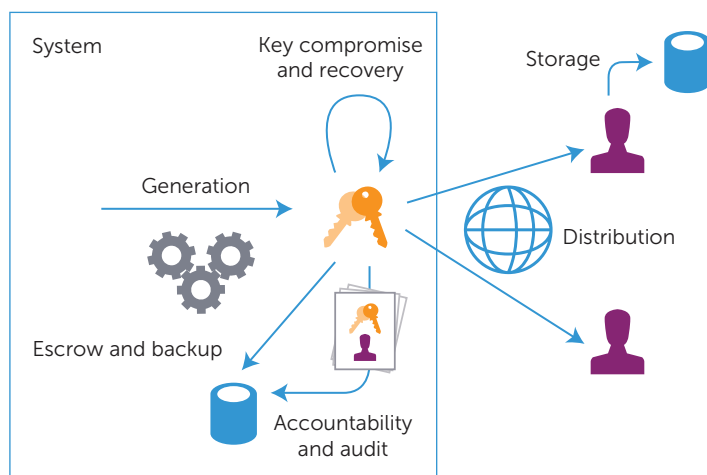 System
Key compromise
and recovery
Storage
Generation
Distribution
Escrow and backup
Accountability
and audit